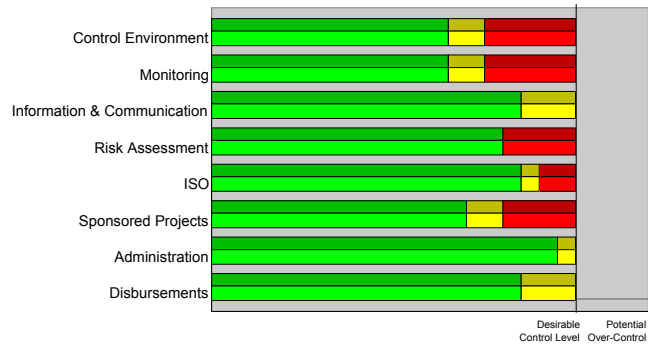 Control Environment
Monitoring
Information & Communication
Risk Assessment
ISO
Sponsored Projects
Administration
Disbursements
Desirable Potential
Control Level Over-Control